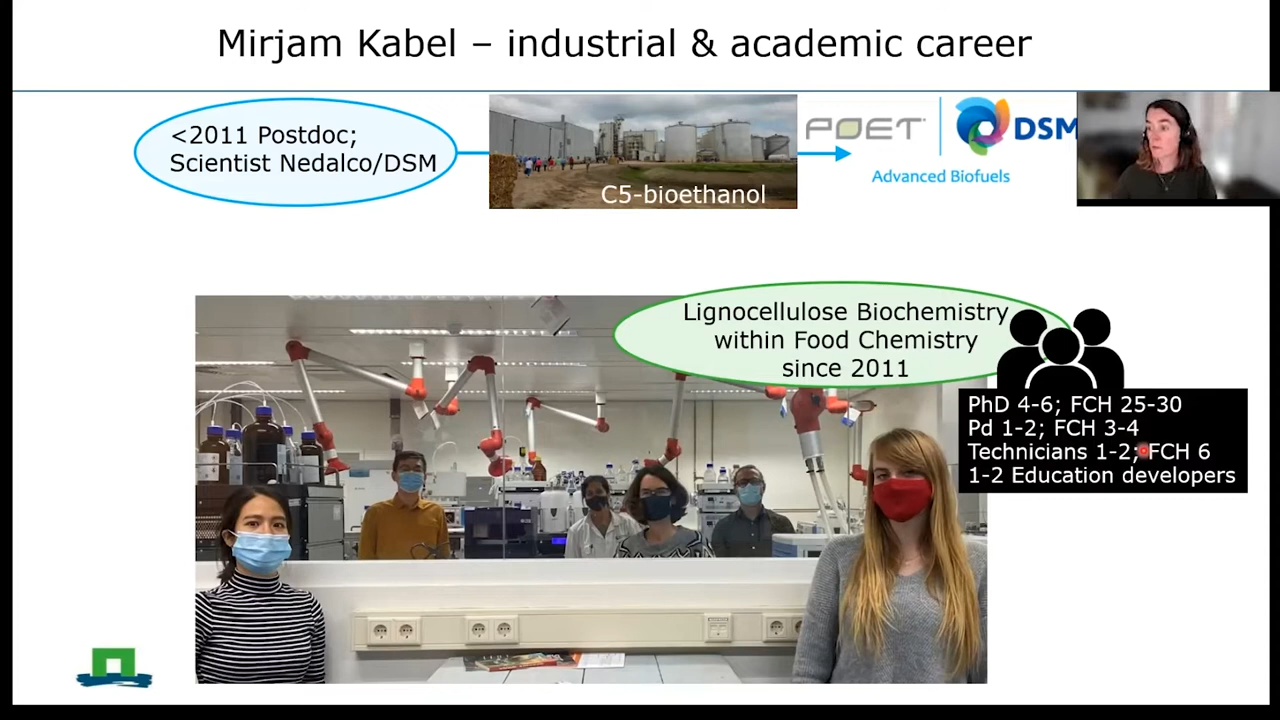 Mirjam Kabel – industrial & academic career
<2011 Postdoc;
Scientist Nedalco/DSM
C5-bioethanol
POET
DSM
Advanced Biofuels
Lignocellulose Biochemistry
within Food Chemistry
since 2011
PhD 4-6; FCH 25-30
Pd 1-2; FCH 3-4
Technicians 1-2; FCH 6
1-2 Education developers